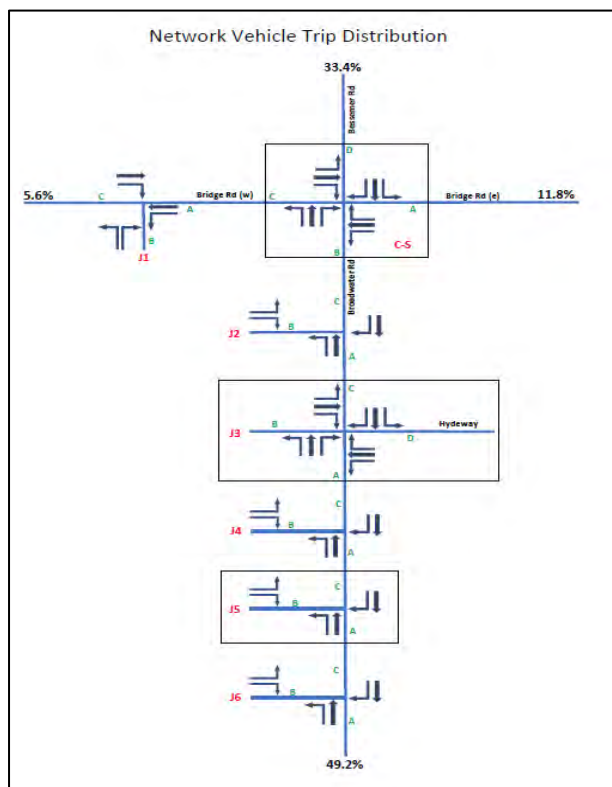 Network Vehicle Trip Distribution
33.4%
Bessemer Rd
D
5.6%
C
Bridge Rd (w)
C
Bridge Rd (e)
11.8%
A
A
B
J1
B
C-S
Broadwater Rd
C
J2
B
A
C
J3
B
Hydeway
D
A
C
J4
B
A
C
J5
B
A
C
J6
B
A
49.2%